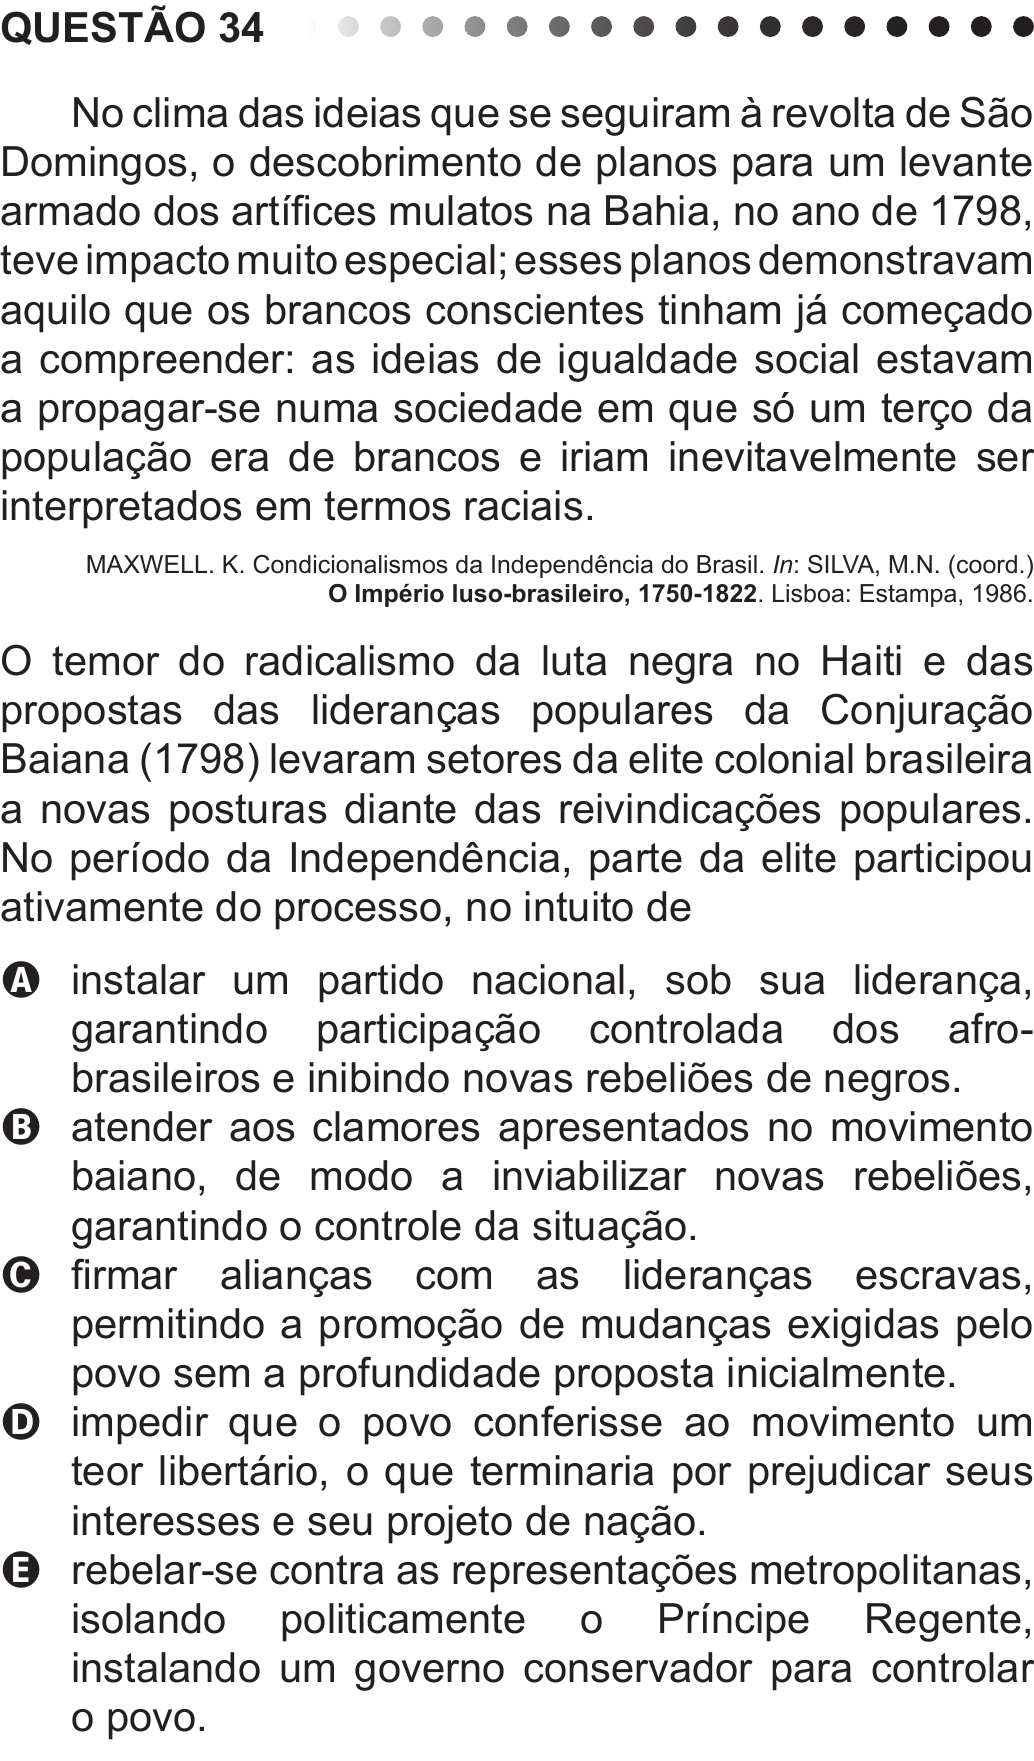 QUESTÃO 34
No clima das ideias que se seguiram à revolta de São
Domingos, o descobrimento de planos para um levante
armado dos artífices mulatos na Bahia, no ano de 1798,
teve impacto muito especial; esses planos demonstravam
aquilo que os brancos conscientes tinham já começado
a compreender: as ideias de igualdade social estavam
a propagar-se numa sociedade em que só um terço da
população era de brancos e iriam inevitavelmente ser
interpretados em termos raciais.
MAXWELL. K. Condicionalismos da Independência do Brasil. In: SILVA, M.N. (coord.)
O Império luso-brasileiro, 1750-1822. Lisboa: Estampa, 1986.
O temor do radicalismo da luta negra no Haiti e das
propostas das lideranças populares da Conjuração
Baiana (1798) levaram setores da elite colonial brasileira
a novas posturas diante das reivindicações populares.
No período da Independência, parte da elite participou
ativamente do processo, no intuito de
A instalar um partido nacional, sob sua liderança,
garantindo participação controlada dos afro-
brasileiros e inibindo novas rebeliões de negros.
B atender aos clamores apresentados no movimento
baiano, de modo a inviabilizar novas rebeliões,
garantindo o controle da situação.
C firmar alianças com as lideranças escravas,
permitindo a promoção de mudanças exigidas pelo
povo sem a profundidade proposta inicialmente.
D impedir que o povo conferisse ao movimento um
teor libertário, o que terminaria por prejudicar seus
interesses e seu projeto de nação.
E rebelar-se contra as representações metropolitanas,
isolando politicamente o Príncipe Regente,
instalando um governo conservador para controlar
o povo.